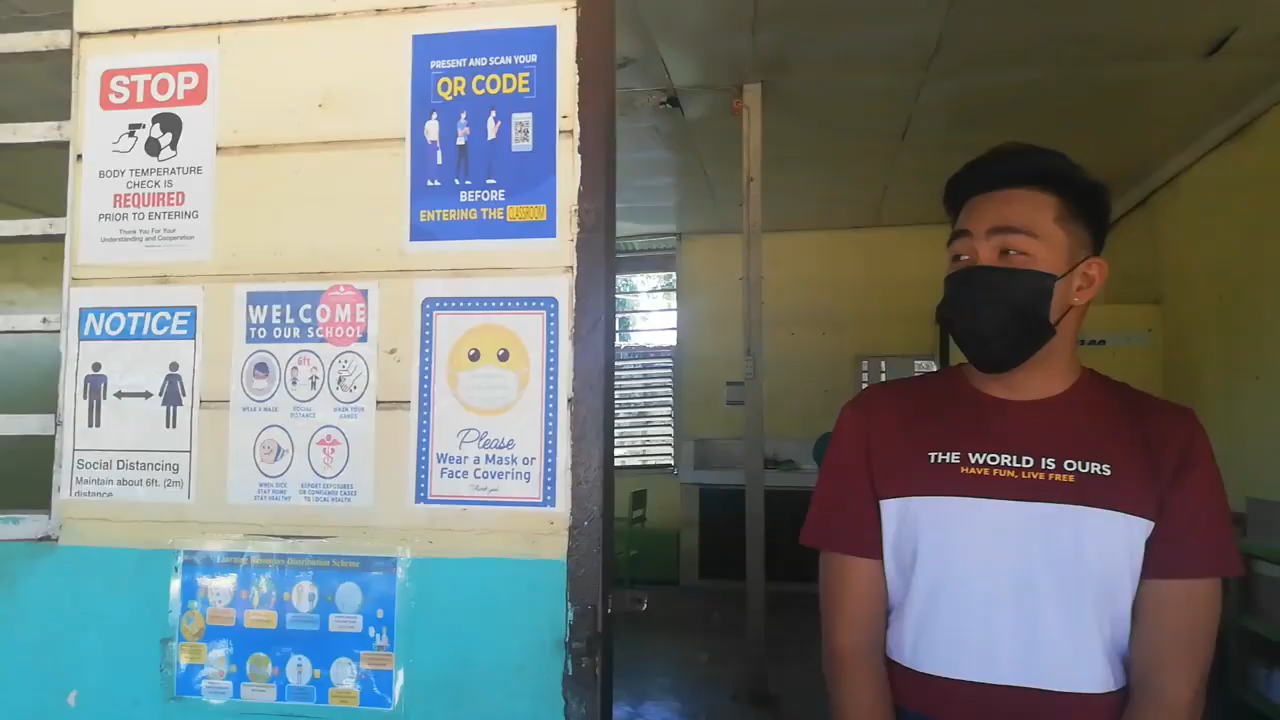 STOP
BODY TEMPERATURE
CHECK IS
REQUIRED
PRIOR TO ENTERING
Thank You For Your
Understanding and Cooperation
PRESENT AND SCAN YOUR
QR CODE
BEFORE
ENTERING THE CLASSROOM
NOTICE
Social Distancing
Maintain about 6ft. (2m)
distance
WELCOME
TO OUR SCHOOL
6ft
WEAR A MASK
SOCIAL
DISTANCE
WASH YOUR
HANDS
WHEN SICK
STAY HOME
STAY HEALTHY
REPORT EXPOSURES
OR CONFIRMED CASES
TO LOCAL HEALTH
Please
Wear a Mask or
Face Covering
Thank you!
Learning Resources Distribution Scheme
THE WORLD IS OURS
HAVE FUN, LIVE FREE